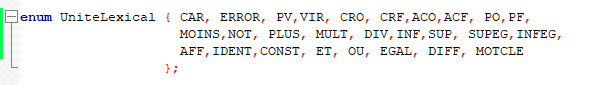 enum UniteLexical { CAR, ERROR, PV,VIR, CRO, CRF,ACO,ACF, PO,PF,
MOINS,NOT, PLUS, MULT, DIV,INF,SUP, SUPEG,INFEG,
AFF,IDENT,CONST, ET, OU, EGAL, DIFF, MOTCLE
};